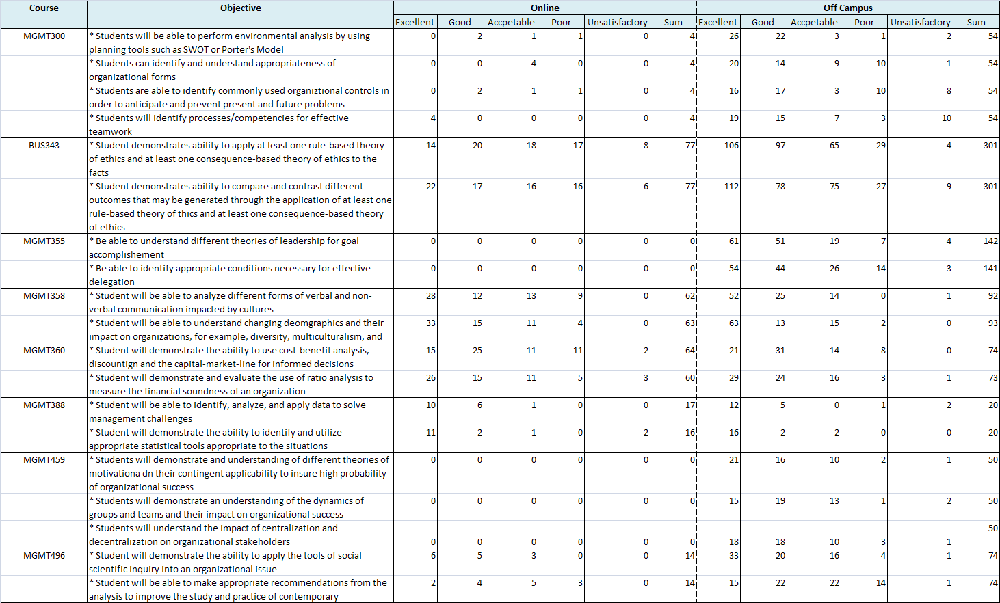 Course Objective Online Off Campus
Excellent Good Accpetable Poor Unsatisfactory Sum Excellent Good Accpetable Poor Unsatisfactory Sum
MGMT300 * Students will be able to perform environmental analysis by using 0 2 1 1 0 4 26 22 3 1 2 54
planning tools such as SWOT or Porter's Model
* Students can identify and understand appropriateness of 0 0 4 0 0 4 20 14 9 10 1 54
organizational forms
* Students are able to identify commonly used organiztional controls in 0 2 1 1 0 4 16 17 3 10 8 54
order to anticipate and prevent present and future problems
* Students will identify processes/competencies for effective 4 0 0 0 0 4 19 15 7 3 10 54
teamwork
BUS343 * Student demonstrates ability to apply at least one rule-based theory 14 20 18 17 8 77 106 97 65 29 4 301
of ethics and at least one consequence-based theory of ethics to the
facts
* Student demonstrates ability to compare and contrast different 22 17 16 16 6 77 112 78 75 27 9 301
outcomes that may be generated through the application of at least one
rule-based theory of thics and at least one consequence-based theory
of ethics
MGMT355 * Be able to understand different theories of leadership for goal 0 0 0 0 0 0 61 51 19 7 4 142
accomplishement
* Be able to identify appropriate conditions necessary for effective 0 0 0 0 0 0 54 44 26 14 3 141
delegation
MGMT358 * Student will be able to analyze different forms of verbal and non- 28 12 13 9 0 62 52 25 14 0 1 92
verbal communication impacted by cultures
* Student will be able to understand changing deomgraphics and their 33 15 11 4 0 63 63 13 15 2 0 93
impact on organizations, for example, diversity, multiculturalism, and
MGMT360 * Student will demonstrate the ability to use cost-benefit analysis, 15 25 11 11 2 64 21 31 14 8 0 74
discountign and the capital-market-line for informed decisions
* Student will demonstrate and evaluate the use of ratio analysis to 26 15 11 5 3 60 29 24 16 3 1 73
measure the financial soundness of an organization
MGMT388 * Student will be able to identify, analyze, and apply data to solve 10 6 1 0 0 17 12 5 0 1 2 20
management challenges
* Student will demonstrate the ability to identify and utilize 11 2 1 0 2 16 16 2 2 0 0 20
appropriate statistical tools appropriate to the situations
MGMT459 * Students will demonstrate and understanding of different theories of 0 0 0 0 0 0 21 16 10 2 1 50
motivationa dn their contingent applicability to insure high probability
of organizational success
* Students will demonstrate an understanding of the dynamics of 0 0 0 0 0 0 15 19 13 1 2 50
groups and teams and their impact on organizational success
* Students will understand the impact of centralization and 50
decentralization on organizational stakeholders 0 0 0 0 0 0 18 18 10 3 1
MGMT496 * Student will demonstrate the ability to apply the tools of social 6 5 3 0 0 14 33 20 16 4 1 74
scientific inquiry into an organizational issue
* Student will be able to make appropriate recommendations from the 2 4 5 3 0 14 15 22 22 14 1 74
analysis to improve the study and practice of contemporary